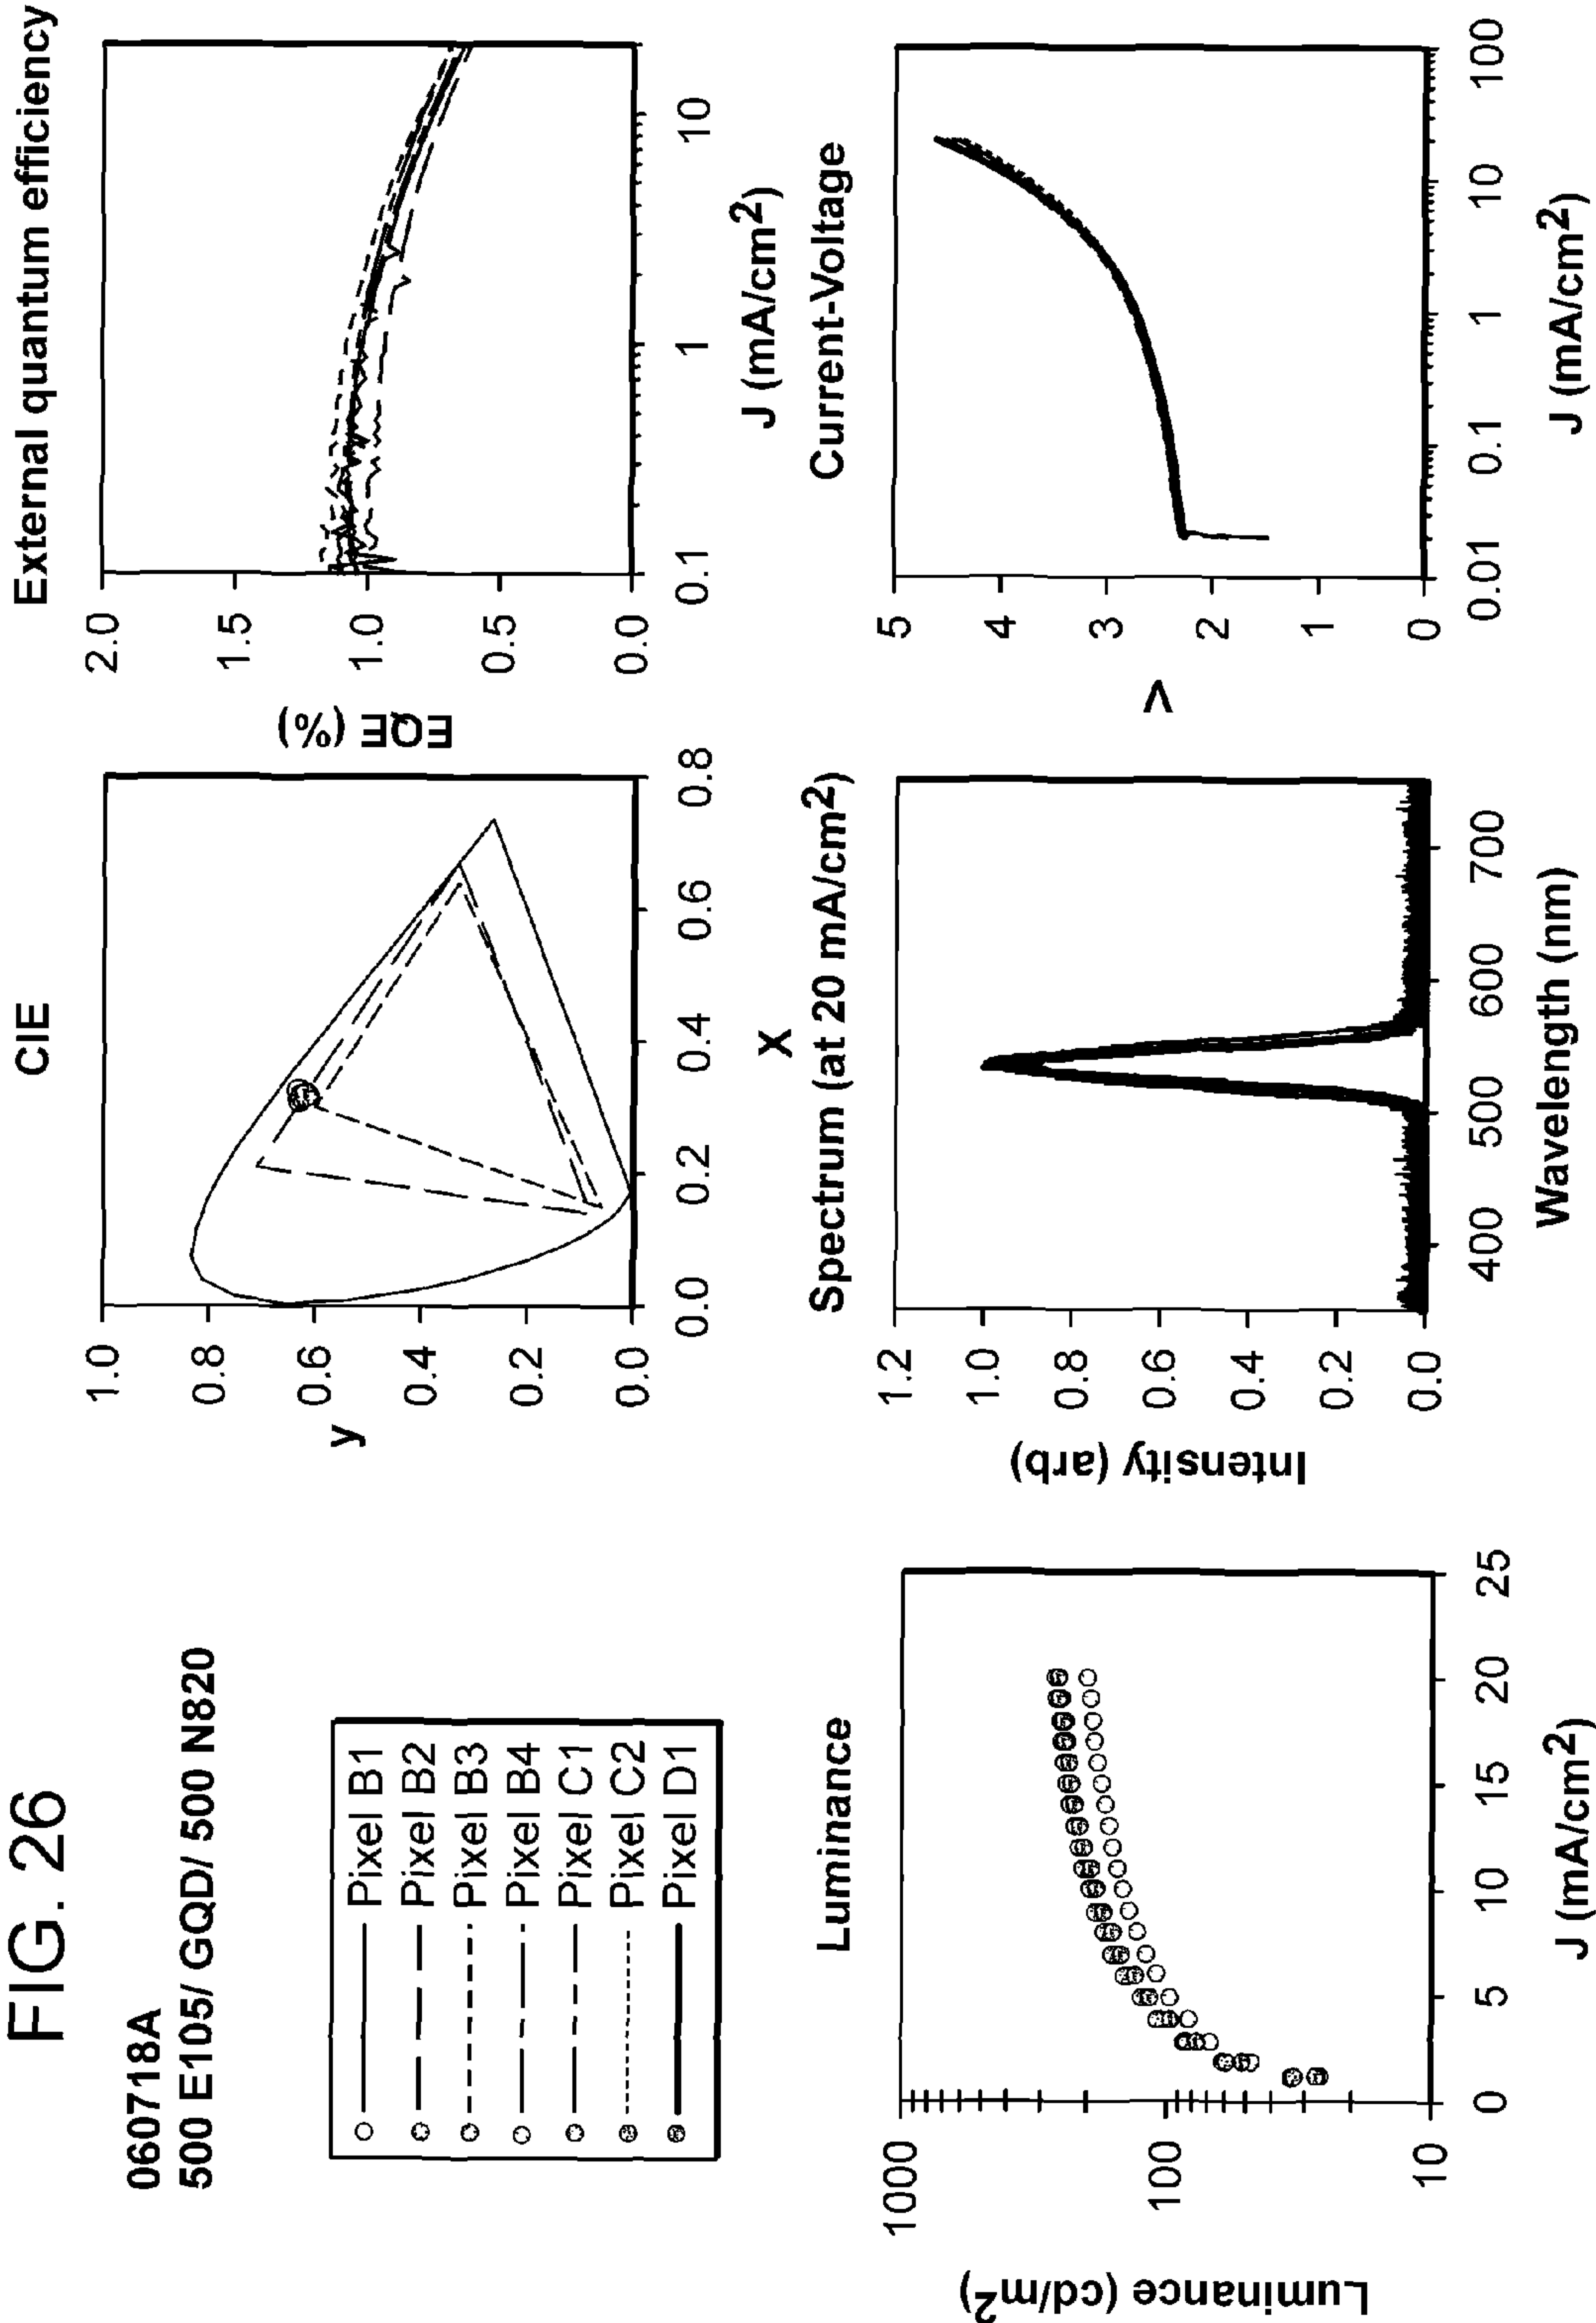 FIG. 26
060718A
500 E105/ GQD/ 500 N820
Pixel B1
Pixel B2
Pixel B3
Pixel B4
Pixel C1
Pixel C2
Pixel D1
CIE
1.0
0.8
0.6
0.4
0.2
0.0
y
0.0
0.2
0.4
0.6
0.8
X
External quantum efficiency
2.0
1.5
1.0
0.5
0.0
EQE (%)
0.1
1
10
J (mA/cm²)
Luminance
1000
100
10
Luminance (cd/m²)
0
5
10
15
20
25
J (mA/cm²)
Spectrum (at 20 mA/cm²)
1.2
1.0
0.8
0.6
0.4
0.2
0.0
Intensity (arb)
400
500
600
700
Wavelength (nm)
Current-Voltage
5
4
3
2
1
0
V
0.01
0.1
1
10
100
J (mA/cm²)